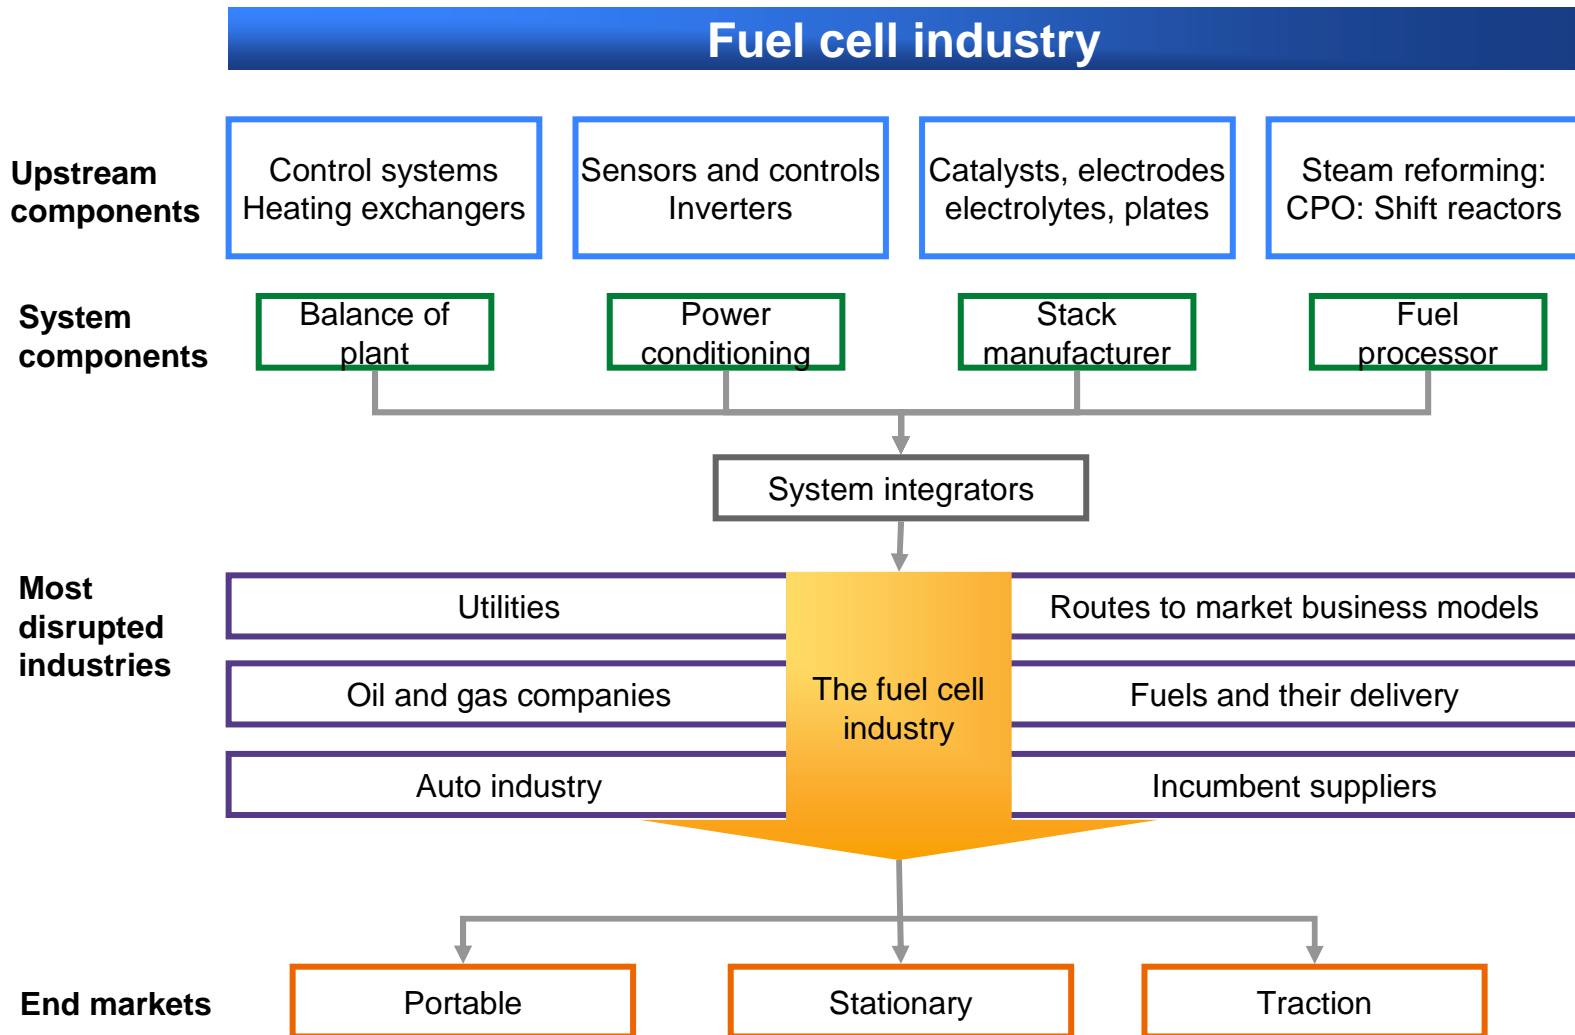 Fuel cell industry
Upstream
components
Control systems
Heating exchangers
Sensors and controls
Inverters
Catalysts, electrodes
electrolytes, plates
Steam reforming:
CPO: Shift reactors
System
components
Balance of
plant
Power
conditioning
Stack
manufacturer
Fuel
processor
System integrators
Most
disrupted
industries
Utilities
Routes to market business models
Oil and gas companies
The fuel cell
industry
Fuels and their delivery
Auto industry
Incumbent suppliers
End markets
Portable
Stationary
Traction